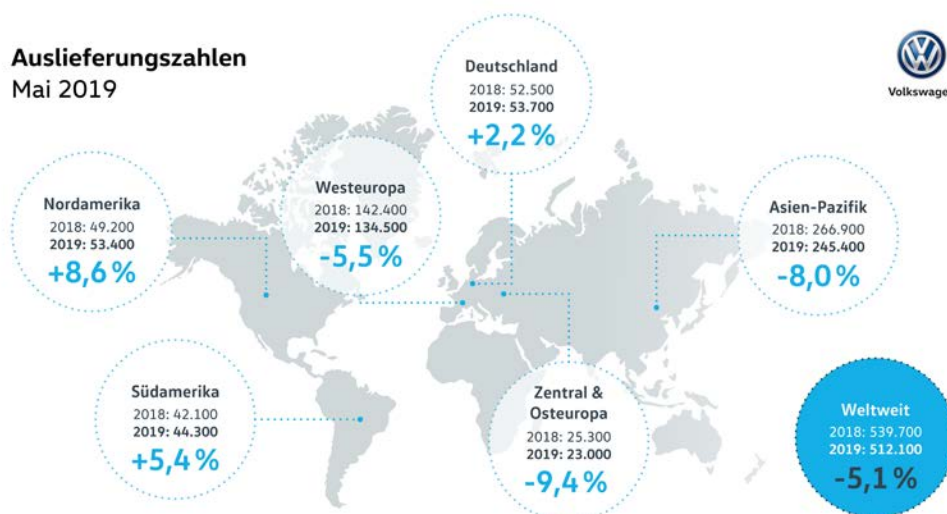 Auslieferungszahlen
Mai 2019
Deutschland
2018: 52.500
2019: 53.700
+2,2 %
Nordamerika
2018: 49.200
2019: 53.400
+8,6 %
Westeuropa
2018: 142.400
2019: 134.500
-5,5 %
Asien-Pazifik
2018: 266.900
2019: 245.400
-8,0 %
Südamerika
2018: 42.100
2019: 44.300
+5,4 %
Zentral &
Osteuropa
2018: 25.300
2019: 23.000
-9,4 %
Weltweit
2018: 539.700
2019: 512.100
-5,1 %
Volkswage